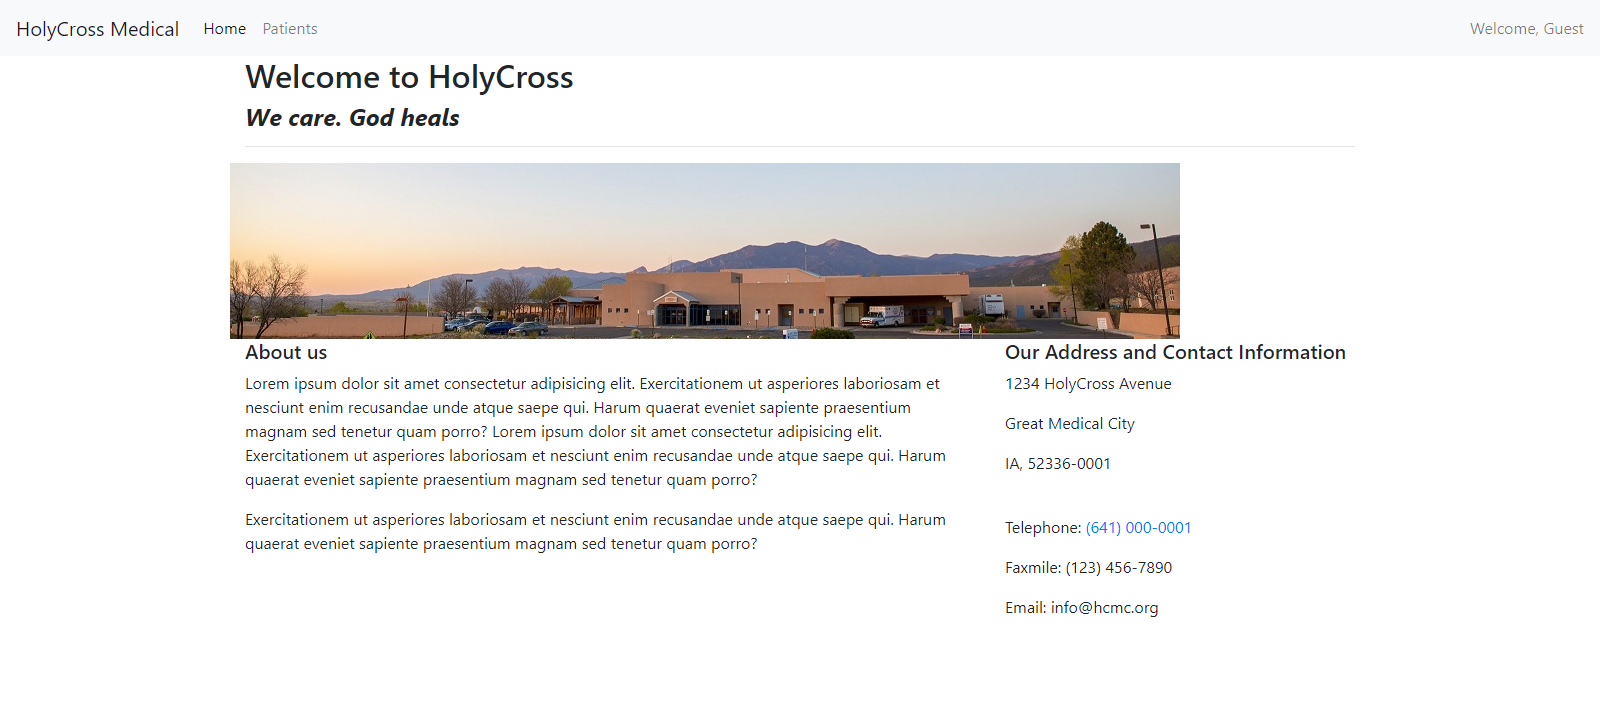 HolyCross Medical Home Patients Welcome, Guest
Welcome to HolyCross
We care. God heals
About us
Lorem ipsum dolor sit amet consectetur adipisicing elit. Exercitationem ut asperiores laboriosam et
nesciunt enim recusandae unde atque saepe qui. Harum quaerat eveniet sapiente praesentium
magnam sed tenetur quam porro? Lorem ipsum dolor sit amet consectetur adipisicing elit.
Exercitationem ut asperiores laboriosam et nesciunt enim recusandae unde atque saepe qui. Harum
quaerat eveniet sapiente praesentium magnam sed tenetur quam porro?
Exercitationem ut asperiores laboriosam et nesciunt enim recusandae unde atque saepe qui. Harum
quaerat eveniet sapiente praesentium magnam sed tenetur quam porro?
Our Address and Contact Information
1234 HolyCross Avenue
Great Medical City
IA, 52336-0001
Telephone: (641) 000-0001
Faxmile: (123) 456-7890
Email: info@hcmc.org